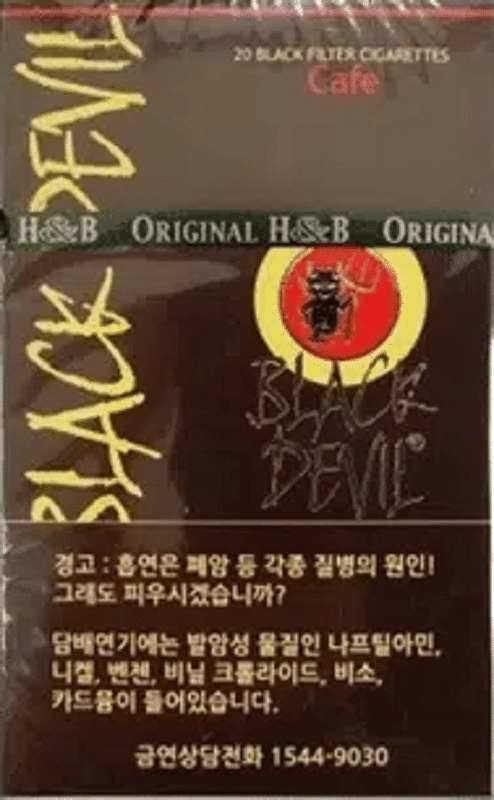 20 BLACK FILTER CIGARETTES
Cafe
BLACK DEVIL
H&B ORIGINAL H&B ORIGINA
BLACK
DEVIL®
경고 : 흡연은 폐암 등 각종 질병의 원인!
그래도 피우시겠습니까?
담배연기에는 발암성 물질인 나프틸아민,
니켈, 벤젠, 비닐 크롤라이드, 비소,
카드뮴이 들어있습니다.
금연상담전화 1544-9030